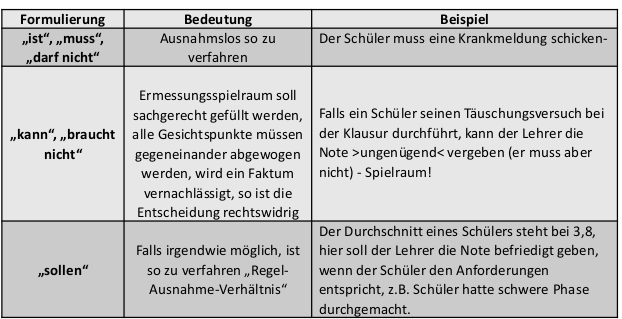 Formulierung
Bedeutung
Beispiel
„ist“, „muss“,
„darf nicht“
Ausnahmslos so zu
verfahren
Der Schüler muss eine Krankmeldung schicken-
„kann“, „braucht
nicht“
Ermessungsspielraum soll
sachgerecht gefüllt werden,
alle Gesichtspunkte müssen
gegeneinander abgewogen
werden, wird ein Faktum
vernachlässigt, so ist die
Entscheidung rechtswidrig
Falls ein Schüler seinen Täuschungsversuch bei
der Klausur durchführt, kann der Lehrer die
Note >ungenügend< vergeben (er muss aber
nicht) - Spielraum!
„sollen“
Falls irgendwie möglich, ist
so zu verfahren „Regel-
Ausnahme-Verhältnis“
Der Durchschnitt eines Schülers steht bei 3,8,
hier soll der Lehrer die Note befriedigt geben,
wenn der Schüler den Anforderungen
entspricht, z.B. Schüler hatte schwere Phase
durchgemacht.